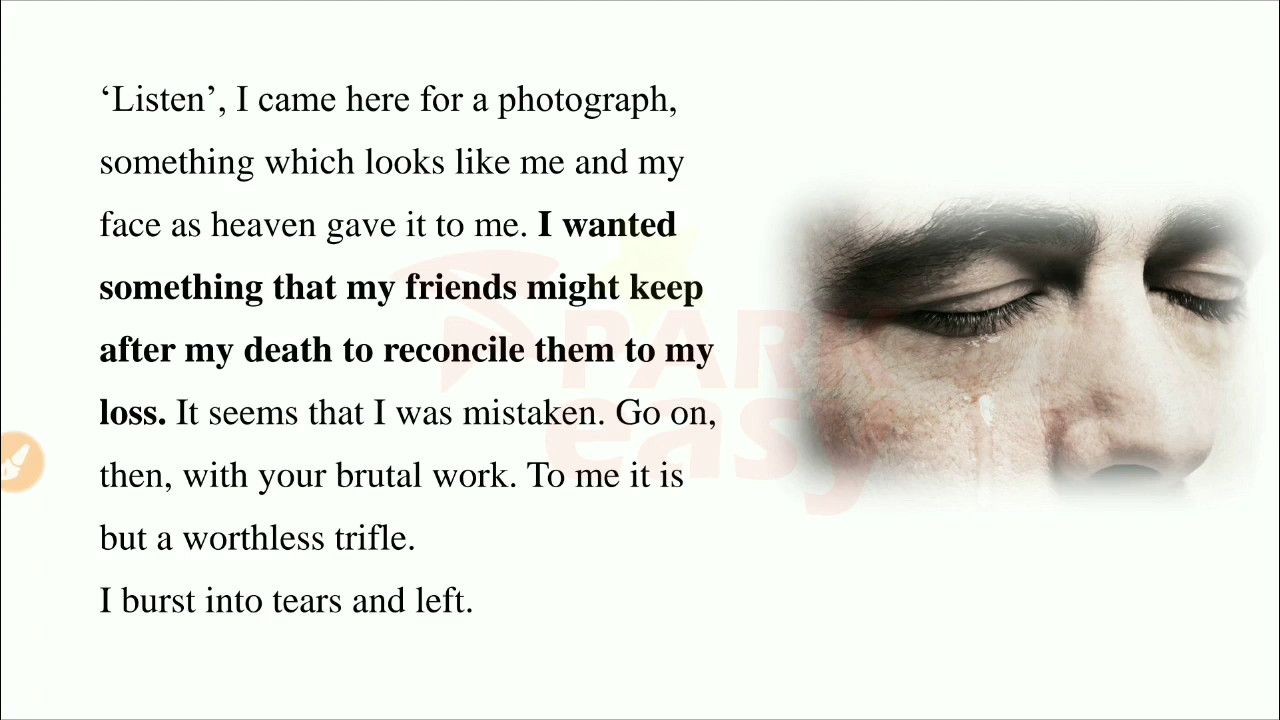 ‘Listen’, I came here for a photograph,
something which looks like me and my
face as heaven gave it to me. I wanted
something that my friends might keep
after my death to reconcile them to my
loss. It seems that I was mistaken. Go on,
then, with your brutal work. To me it is
but a worthless trifle.
I burst into tears and left.
PARK
easy